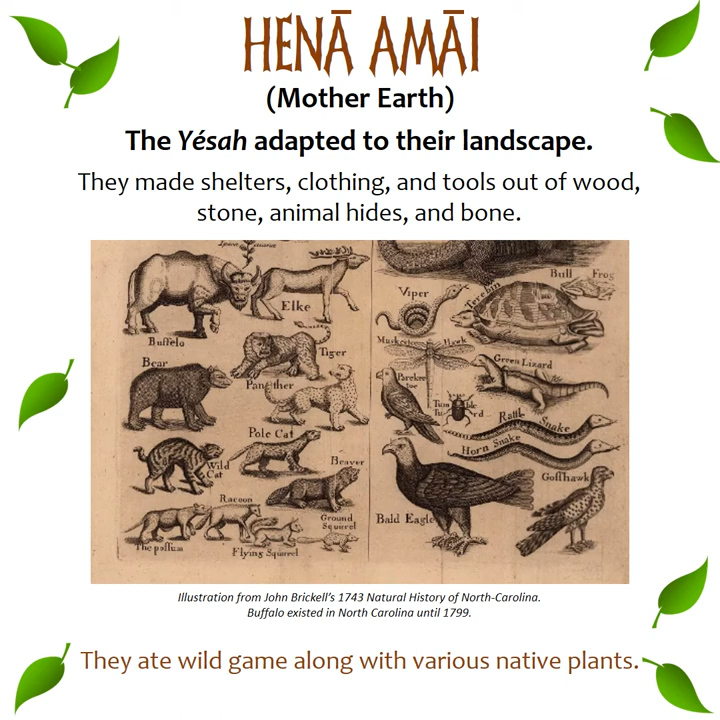 HENĀ AMĀI
(Mother Earth)
The Yésah adapted to their landscape.
They made shelters, clothing, and tools out of wood,
stone, animal hides, and bone.
Buffelo
Elke
Tiger
Bear
Panther
Pole Cat
Wild
Cat
Beaver
Racoon
Ground
Squirrel
The possum
Flying Squirrel
Bull Frog
Viper
Terebin
Hawk
Green Lizard
Rattle Snake
Horn Snake
Bald Eagle
Goshawk
Illustration from John Brickell's 1743 Natural History of North-Carolina.
Buffalo existed in North Carolina until 1799.
They ate wild game along with various native plants.